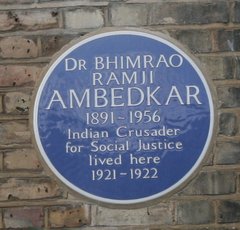 DR BHIMRAO
RAMJI
AMBEDKAR
1891~1956
Indian Crusader
for Social Justice
lived here
1921~1922